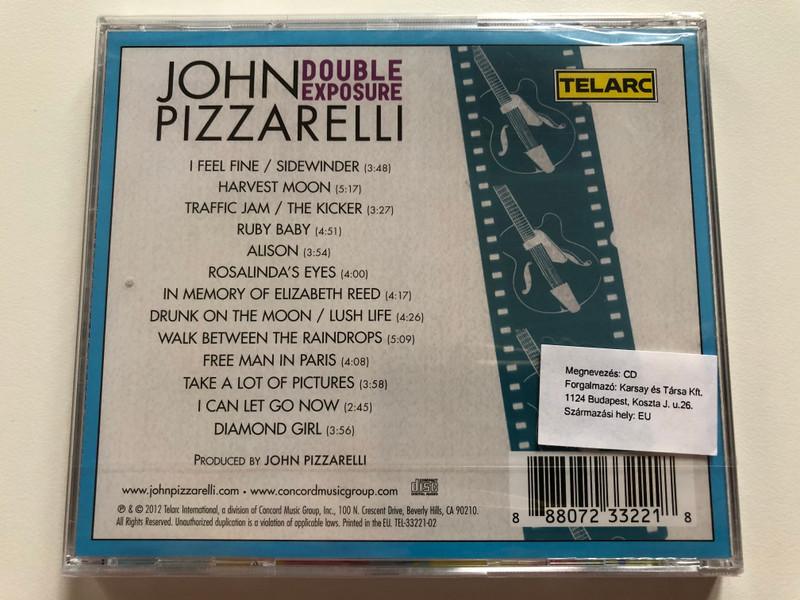 JOHN DOUBLE EXPOSURE
PIZZARELLI
TELARC
I FEEL FINE / SIDEWINDER (3:48)
HARVEST MOON (5:17)
TRAFFIC JAM / THE KICKER (3:27)
RUBY BABY (4:51)
ALISON (3:54)
ROSALINDA'S EYES (4:00)
IN MEMORY OF ELIZABETH REED (4:17)
DRUNK ON THE MOON / LUSH LIFE (4:26)
WALK BETWEEN THE RAINDROPS (5:09)
FREE MAN IN PARIS (4:08)
TAKE A LOT OF PICTURES (3:58)
I CAN LET GO NOW (2:45)
DIAMOND GIRL (3:56)
PRODUCED BY JOHN PIZZARELLI
www.johnpizzarelli.com • www.concordmusicgroup.com
COMPACT
disc
DIGITAL AUDIO
℗ & © 2012 Telarc International, a division of Concord Music Group, Inc., 100 N. Crescent Drive, Beverly Hills, CA 90210.
All Rights Reserved. Unauthorized duplication is a violation of applicable laws. Printed in the EU. TEL-33221-02
Megnevezés: CD
Forgalmazó: Karsay és Társa Kft.
1124 Budapest, Koszta J. u.26.
Származási hely: EU
8 88072 33221 8